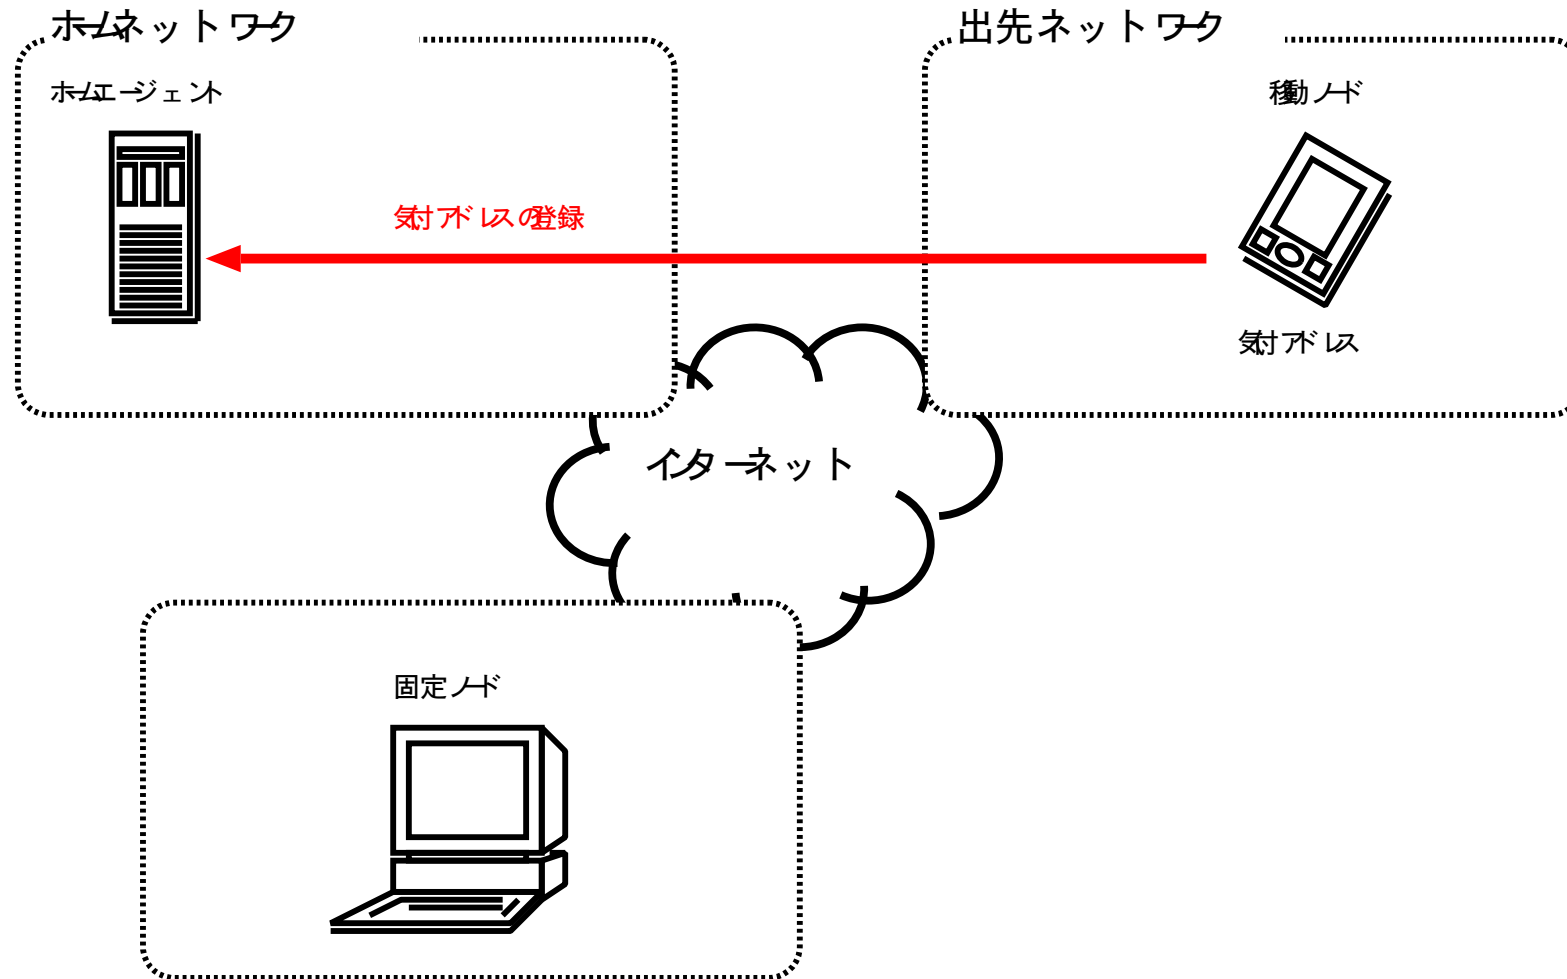 ホームネットワーク
出先ネットワーク
ホームエージェント
移動ノード
気付アドレスの登録
気付アドレス
インターネット
固定ノード